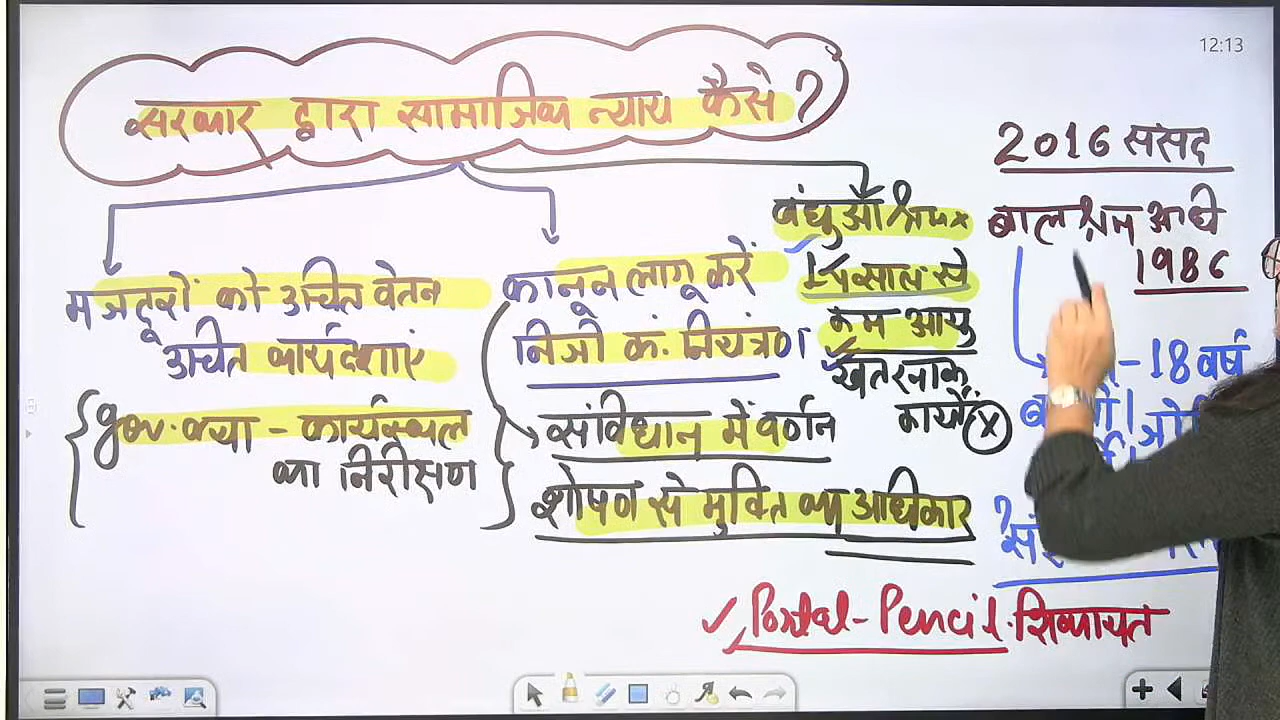 12:13
सरकार द्वारा सामाजिक न्याय कैसे?
मजदूरों को उचित वेतन
उचित कार्यदशाएं
gov. क्या - कार्यस्थल
का निरीक्षण
कानून लागू करें
निजी कं. नियंत्रण
संविधान में वर्णन
शोषण से मुक्ति का अधिकार
बंधुआ श्रम x
साल से
कम आयु
खतरनाक
कार्य x
2016 संसद
बालश्रम अधि
1986
- 18 वर्ष
✓ Portal - Pencil. शिकायत